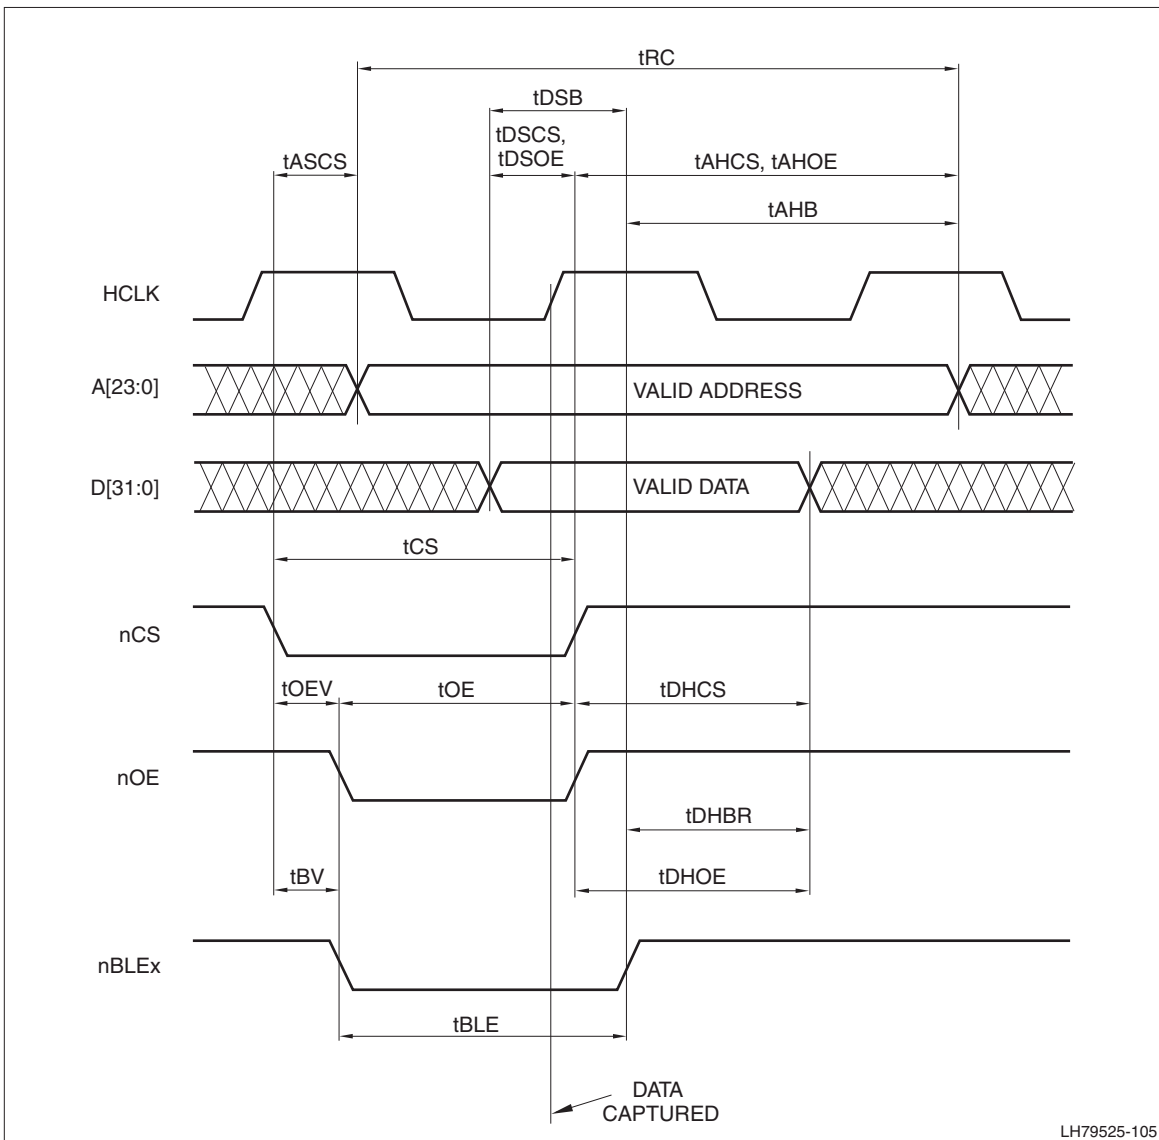 tRC
tDSB
tDSCS,
tDSOE
tASCS
tAHCS, tAHOE
tAHB
HCLK
A[23:0]
VALID ADDRESS
D[31:0]
VALID DATA
tCS
nCS
tOEV
tOE
tDHCS
nOE
tDHBR
tBV
tDHOE
nBLEx
tBLE
DATA
CAPTURED
LH79525-105